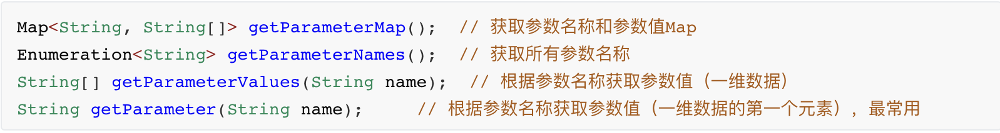 Map<String, String[]> getParameterMap();  // 获取参数名称和参数值Map
Enumeration<String> getParameterNames();  // 获取所有参数名称
String[] getParameterValues(String name);  // 根据参数名称获取参数值（一维数据）
String getParameter(String name);     // 根据参数名称获取参数值（一维数据的第一个元素），最常用